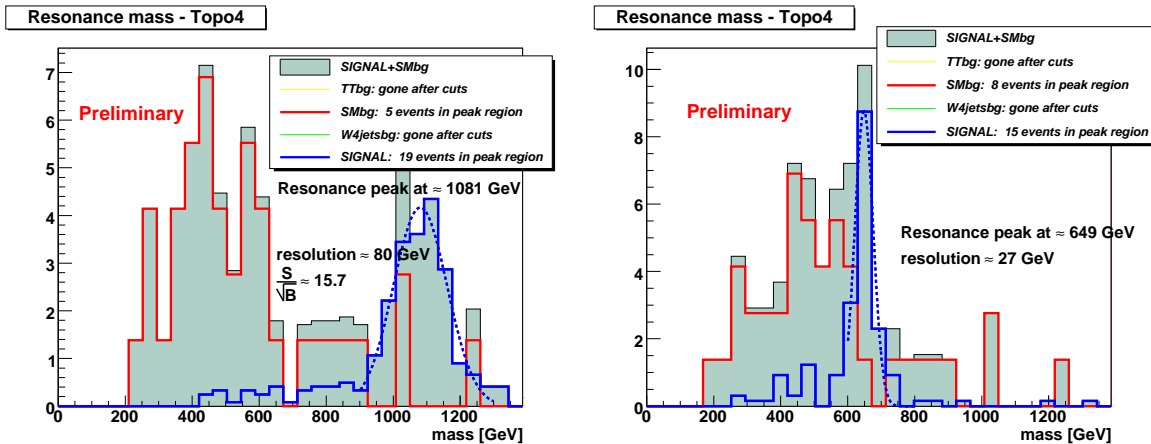 Resonance mass - Topo4
SIGNAL+SMbg
TTbg: gone after cuts
SMbg: 5 events in peak region
W4jetsbg: gone after cuts
SIGNAL: 19 events in peak region
Preliminary
Resonance peak at ≈ 1081 GeV
resolution ≈ 80 GeV
S/√B ≈ 15.7
7
6
5
4
3
2
1
0
0 200 400 600 800 1000 1200
mass [GeV]
Resonance mass - Topo4
SIGNAL+SMbg
TTbg: gone after cuts
SMbg: 8 events in peak region
W4jetsbg: gone after cuts
SIGNAL: 15 events in peak region
Preliminary
Resonance peak at ≈ 649 GeV
resolution ≈ 27 GeV
10
8
6
4
2
0
0 200 400 600 800 1000 1200
mass [GeV]